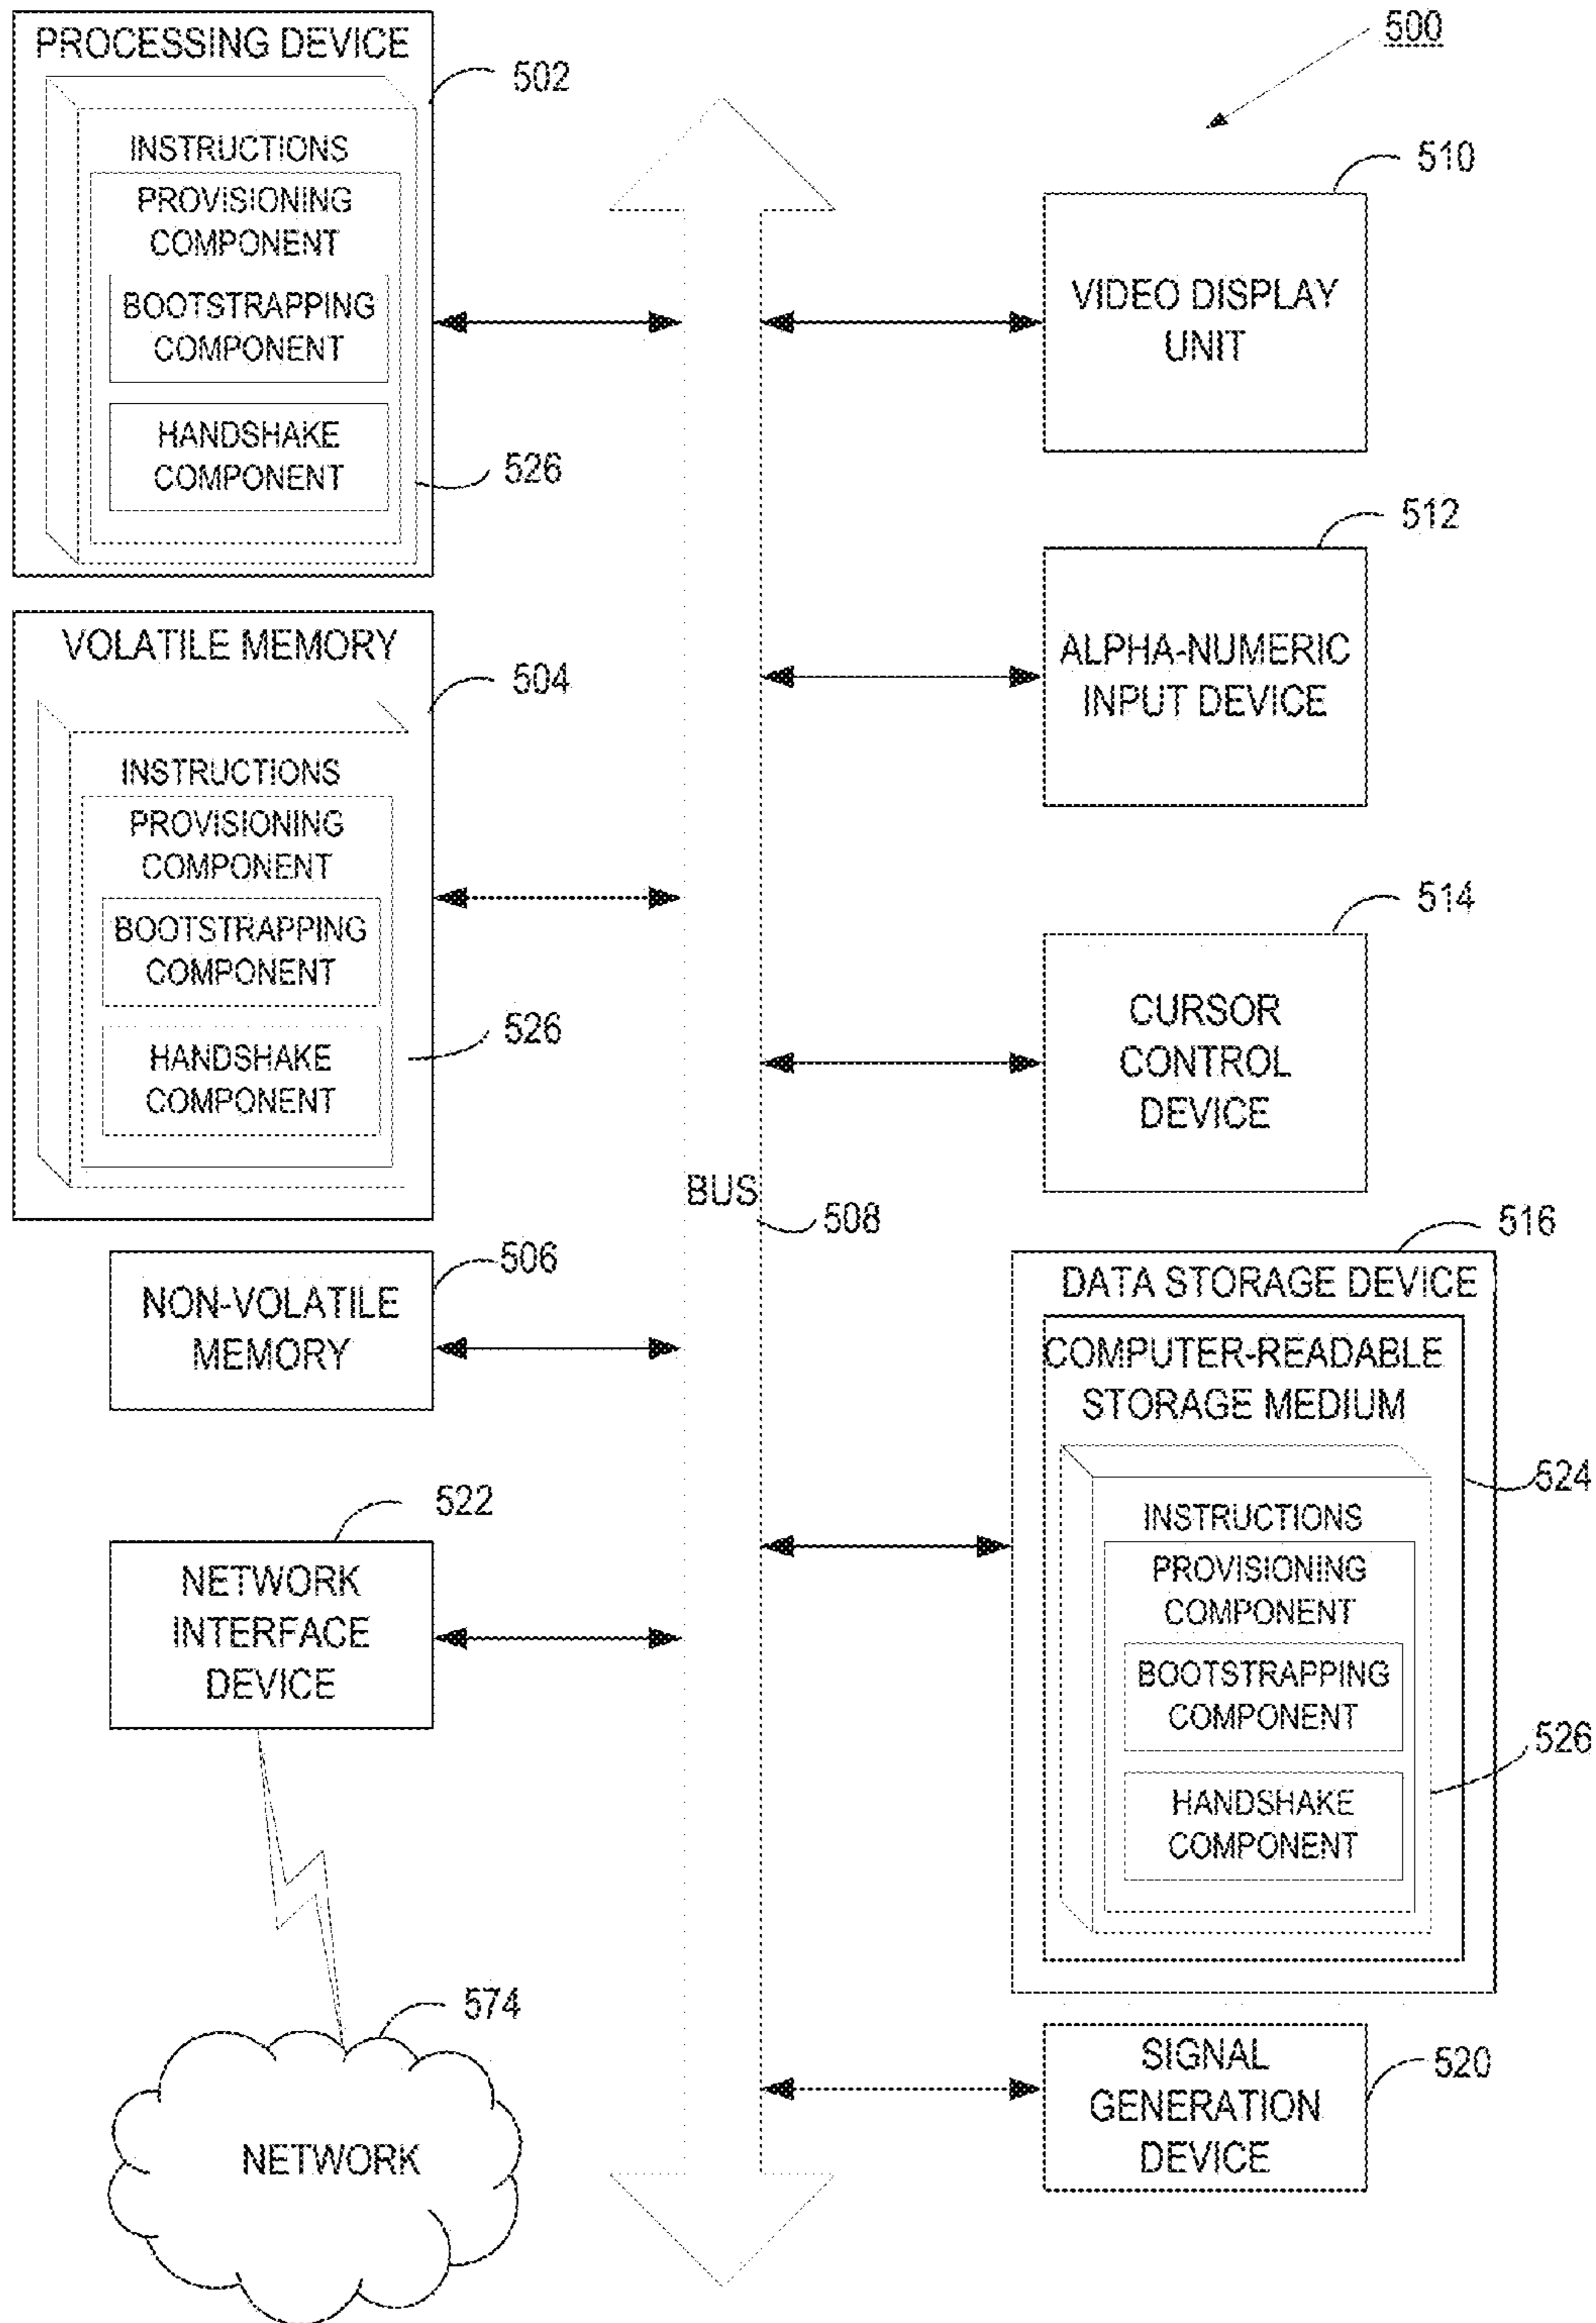 500
PROCESSING DEVICE
502
INSTRUCTIONS
PROVISIONING
COMPONENT
BOOTSTRAPPING
COMPONENT
HANDSHAKE
COMPONENT
526
VOLATILE MEMORY
504
INSTRUCTIONS
PROVISIONING
COMPONENT
BOOTSTRAPPING
COMPONENT
HANDSHAKE
COMPONENT
526
506
NON-VOLATILE
MEMORY
522
NETWORK
INTERFACE
DEVICE
574
NETWORK
BUS
508
510
VIDEO DISPLAY
UNIT
512
ALPHA-NUMERIC
INPUT DEVICE
514
CURSOR
CONTROL
DEVICE
516
DATA STORAGE DEVICE
COMPUTER-READABLE
STORAGE MEDIUM
524
INSTRUCTIONS
PROVISIONING
COMPONENT
BOOTSTRAPPING
COMPONENT
526
HANDSHAKE
COMPONENT
SIGNAL
GENERATION
DEVICE
520